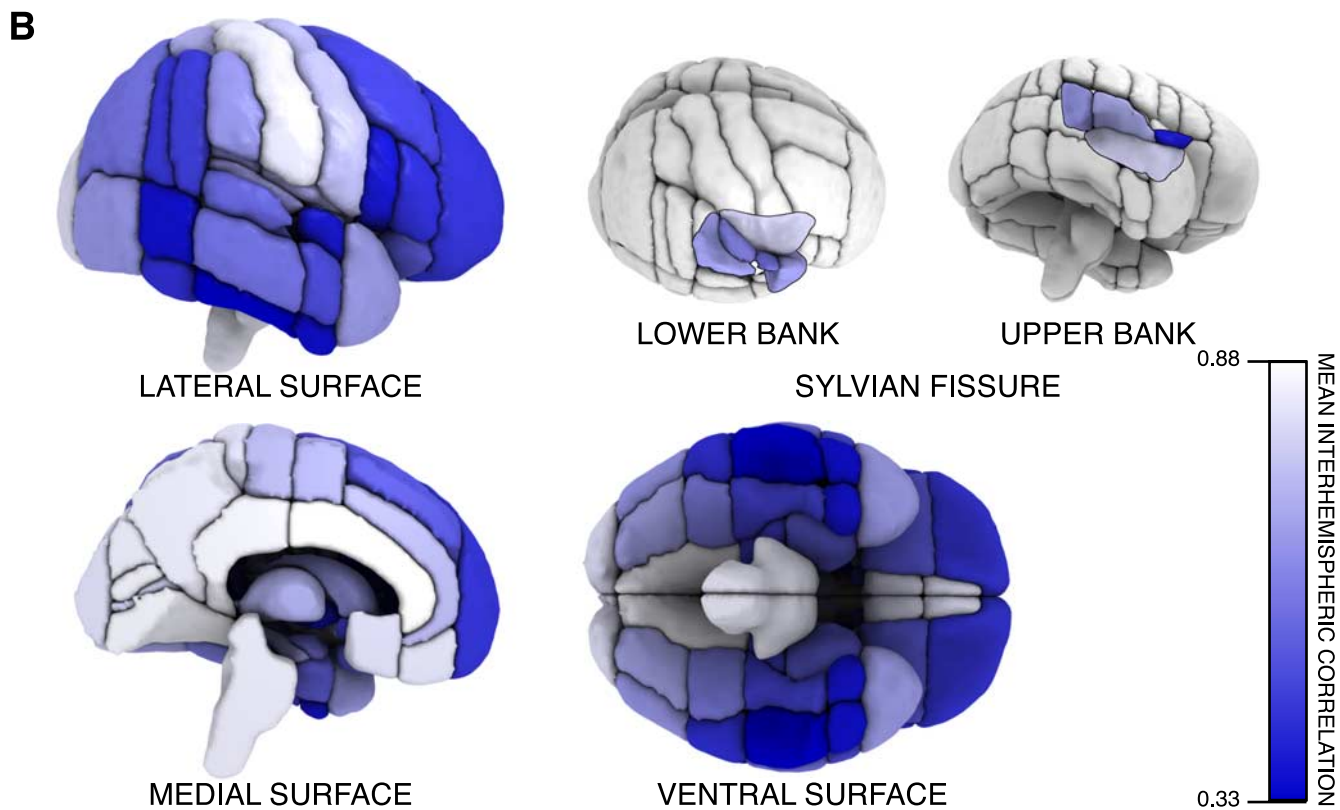 B
LOWER BANK
UPPER BANK
SYLVIAN FISSURE
LATERAL SURFACE
0.88
MEAN INTERHEMISPHERIC CORRELATION
0.33
MEDIAL SURFACE
VENTRAL SURFACE